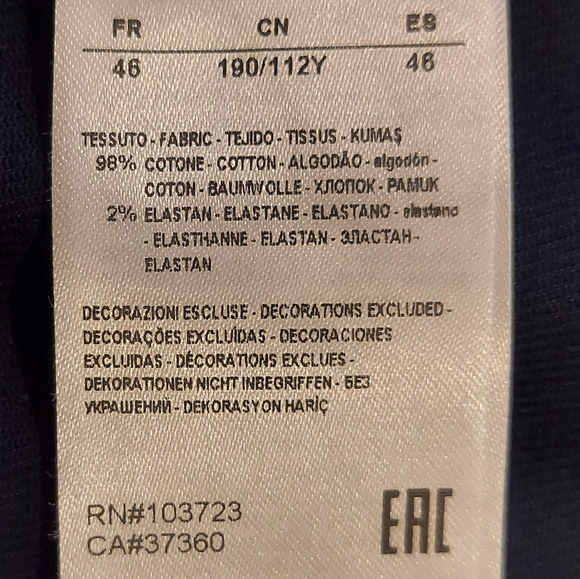 FR CN ES
46 190/112Y 46
TESSUTO - FABRIC - TEJIDO - TISSUS - KUMAŞ
98% COTONE - COTTON - ALGODÃO - algodón -
COTON - BAUMWOLLE - ХЛОПОК - PAMUK
2% ELASTAN - ELASTANE - ELASTANO - elastano
- ELASTHANNE - ELASTAN - ЭЛАСТАН -
ELASTAN
DECORAZIONI ESCLUSE - DECORATIONS EXCLUDED -
DECORAÇÕES EXCLUÍDAS - DECORACIONES
EXCLUIDAS - DÉCORATIONS EXCLUES -
DEKORATIONEN NICHT INBEGRIFFEN - БЕЗ
УКРАШЕНИЙ - DEKORASYON HARİÇ
RN#103723
CA#37360
EAC